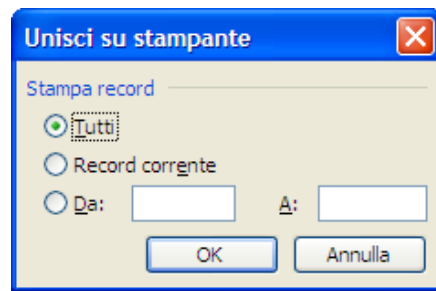 Unisci su stampante
Stampa record
Tutti
Record corrente
Da: A:
OK Annulla